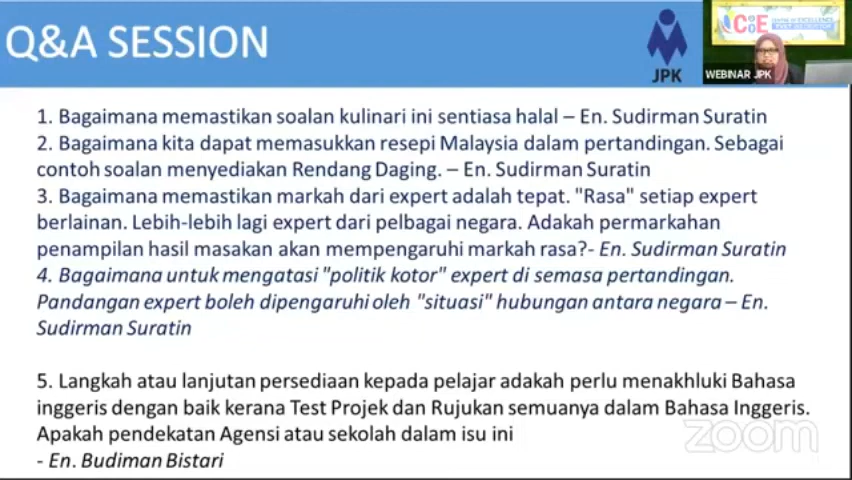 Q&A SESSION
JPK
CoE
CENTRE OF EXCELLENCE
WEBINAR JPK
1. Bagaimana memastikan soalan kulinari ini sentiasa halal – En. Sudirman Suratin
2. Bagaimana kita dapat memasukkan resepi Malaysia dalam pertandingan. Sebagai
contoh soalan menyediakan Rendang Daging. – En. Sudirman Suratin
3. Bagaimana memastikan markah dari expert adalah tepat. "Rasa" setiap expert
berlainan. Lebih-lebih lagi expert dari pelbagai negara. Adakah permarkahan
penampilan hasil masakan akan mempengaruhi markah rasa?- En. Sudirman Suratin
4. Bagaimana untuk mengatasi "politik kotor" expert di semasa pertandingan.
Pandangan expert boleh dipengaruhi oleh "situasi" hubungan antara negara – En.
Sudirman Suratin
5. Langkah atau lanjutan persediaan kepada pelajar adakah perlu menakhluki Bahasa
inggeris dengan baik kerana Test Projek dan Rujukan semuanya dalam Bahasa Inggeris.
Apakah pendekatan Agensi atau sekolah dalam isu ini
- En. Budiman Bistari
zoom